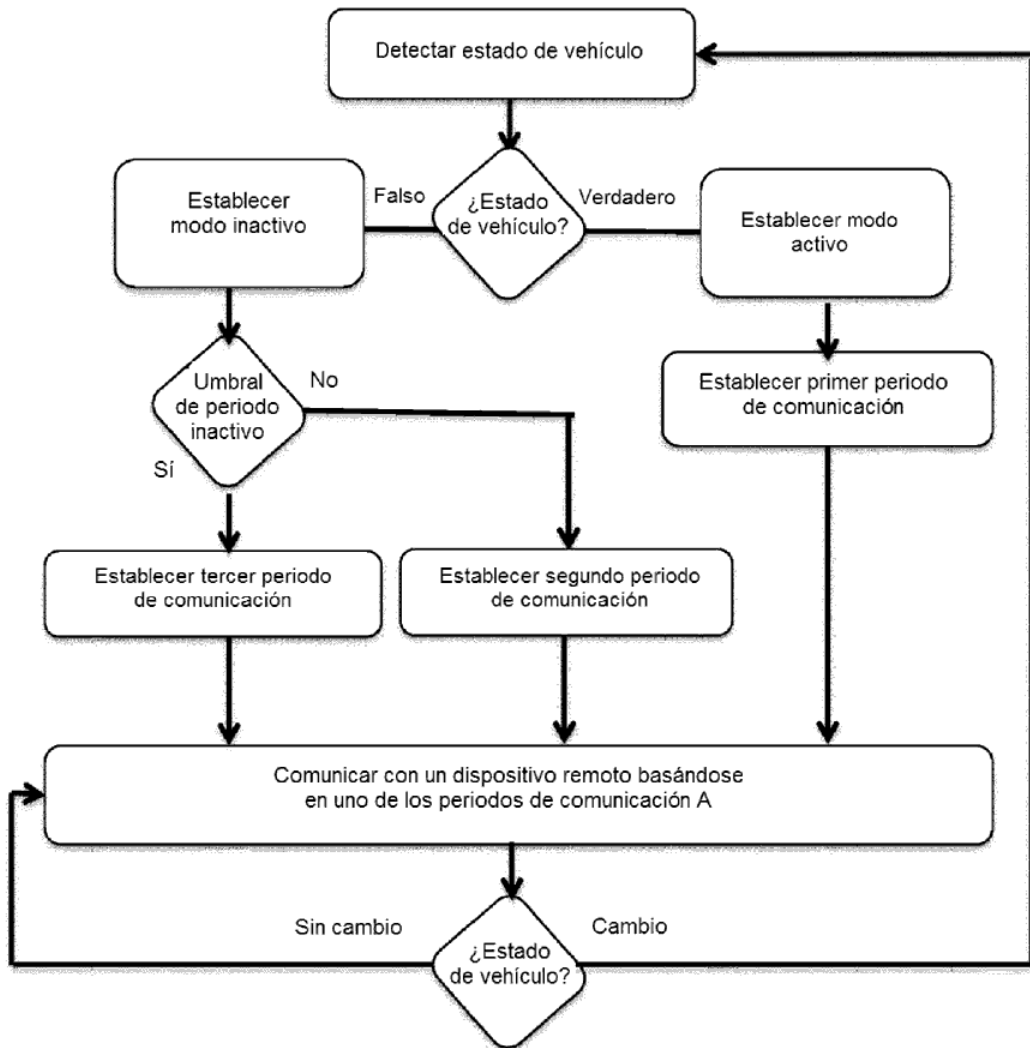 Detectar estado de vehículo
Establecer
modo inactivo
Falso
¿Estado
de vehículo?
Verdadero
Establecer modo
activo
Umbral
de periodo
inactivo
No
Sí
Establecer primer periodo
de comunicación
Establecer tercer periodo
de comunicación
Establecer segundo periodo
de comunicación
Comunicar con un dispositivo remoto basándose
en uno de los periodos de comunicación A
Sin cambio
¿Estado
de vehículo?
Cambio